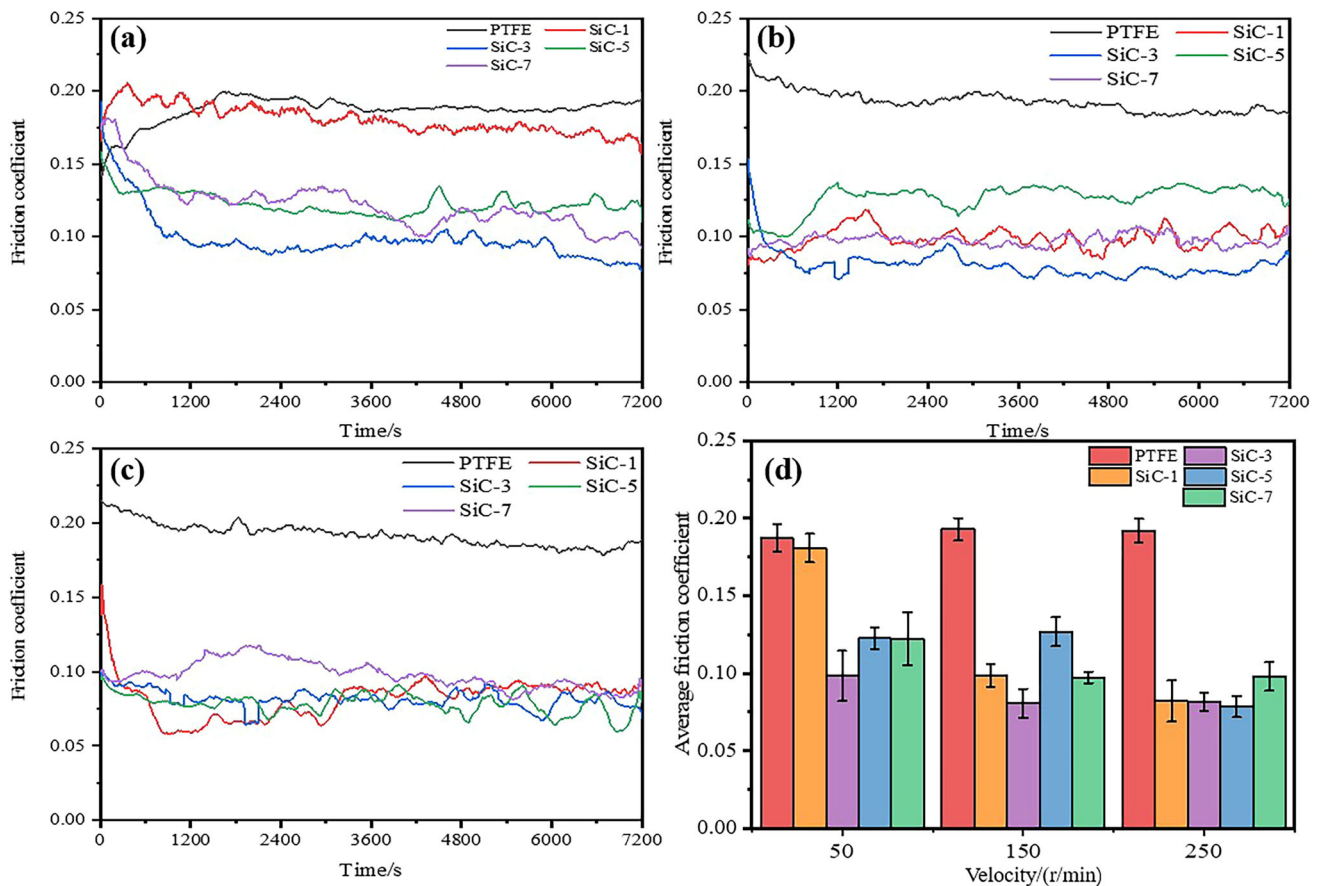 (a)
PTFE SiC-1
SiC-3 SiC-5
SiC-7
0.25
0.20
0.15
0.10
0.05
0.00
Friction coefficient
0 1200 2400 3600 4800 6000 7200
Time/s
(b)
PTFE SiC-1
SiC-3 SiC-5
SiC-7
0.25
0.20
0.15
0.10
0.05
0.00
Friction coefficient
0 1200 2400 3600 4800 6000 7200
Time/s
(c)
PTFE SiC-1
SiC-3 SiC-5
SiC-7
0.25
0.20
0.15
0.10
0.05
0.00
Friction coefficient
0 1200 2400 3600 4800 6000 7200
Time/s
(d)
PTFE SiC-3
SiC-1 SiC-5
SiC-7
0.25
0.20
0.15
0.10
0.05
0.00
Average friction coefficient
50 150 250
Velocity/(r/min)